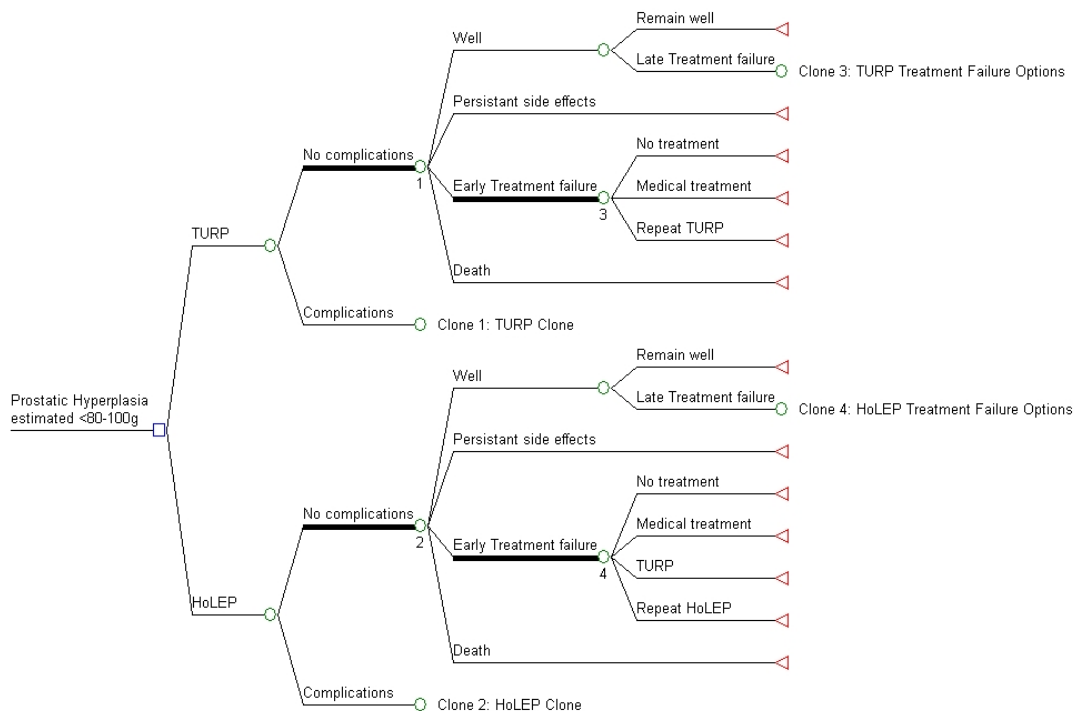 Remain well
Well
Late Treatment failure
Clone 3: TURP Treatment Failure Options
Persistant side effects
No treatment
No complications
1
Early Treatment failure
Medical treatment
3
Repeat TURP
TURP
Death
Complications
Clone 1: TURP Clone
Remain well
Well
Late Treatment failure
Clone 4: HoLEP Treatment Failure Options
Prostatic Hyperplasia
estimated <80-100g
Persistant side effects
No treatment
No complications
2
Medical treatment
Early Treatment failure
4
TURP
HoLEP
Repeat HoLEP
Death
Complications
Clone 2: HoLEP Clone